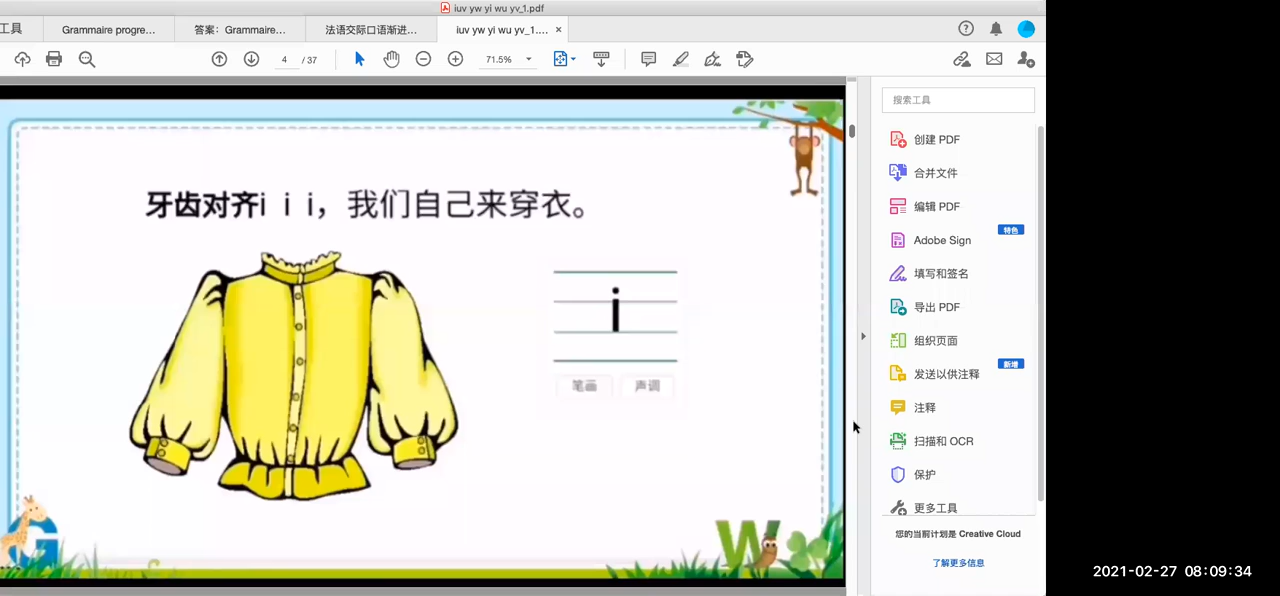 iuv yw yi wu yv_1.pdf
工具
Grammaire progre...
答案：Grammaire...
法语交际口语渐进...
iuv yw yi wu yv_1.... ×
4 / 37
71.5%
搜索工具
牙齿对齐i i i，我们自己来穿衣。
i
笔画 声调
G
W
创建 PDF
合并文件
编辑 PDF
Adobe Sign
特色
填写和签名
导出 PDF
组织页面
发送以供注释
新增
注释
扫描和 OCR
保护
更多工具
您的当前计划是 Creative Cloud
了解更多信息
2021-02-27 08:09:34